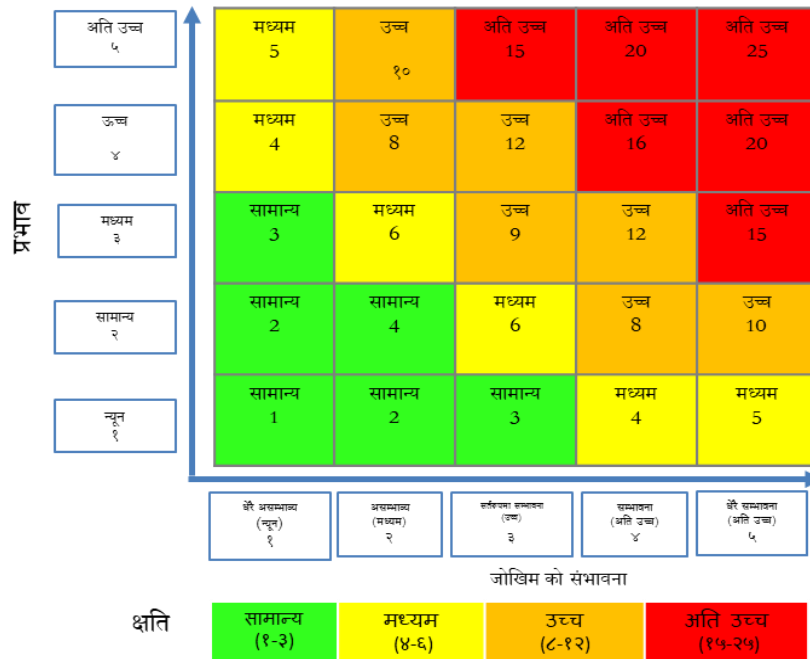 अति उच्च
५
मध्यम
5
उच्च
१०
अति उच्च
15
अति उच्च
20
अति उच्च
25
ऊच्च
४
मध्यम
4
उच्च
8
उच्च
12
अति उच्च
16
अति उच्च
20
प्रभाव
मध्यम
३
सामान्य
3
मध्यम
6
उच्च
9
उच्च
12
अति उच्च
15
सामान्य
२
सामान्य
2
सामान्य
4
मध्यम
6
उच्च
8
उच्च
10
न्यून
१
सामान्य
1
सामान्य
2
सामान्य
3
मध्यम
4
मध्यम
5
धेरै असम्भाव्य
(न्यून)
१
असम्भाव्य
(मध्यम)
२
सम्भावना
(उच्च)
३
सम्भावना
(अति उच्च)
४
धेरै सम्भावना
(अति उच्च)
५
जोखिम को संभावना
क्षति
सामान्य
(१-३)
मध्यम
(४-६)
उच्च
(८-१२)
अति उच्च
(१५-२५)